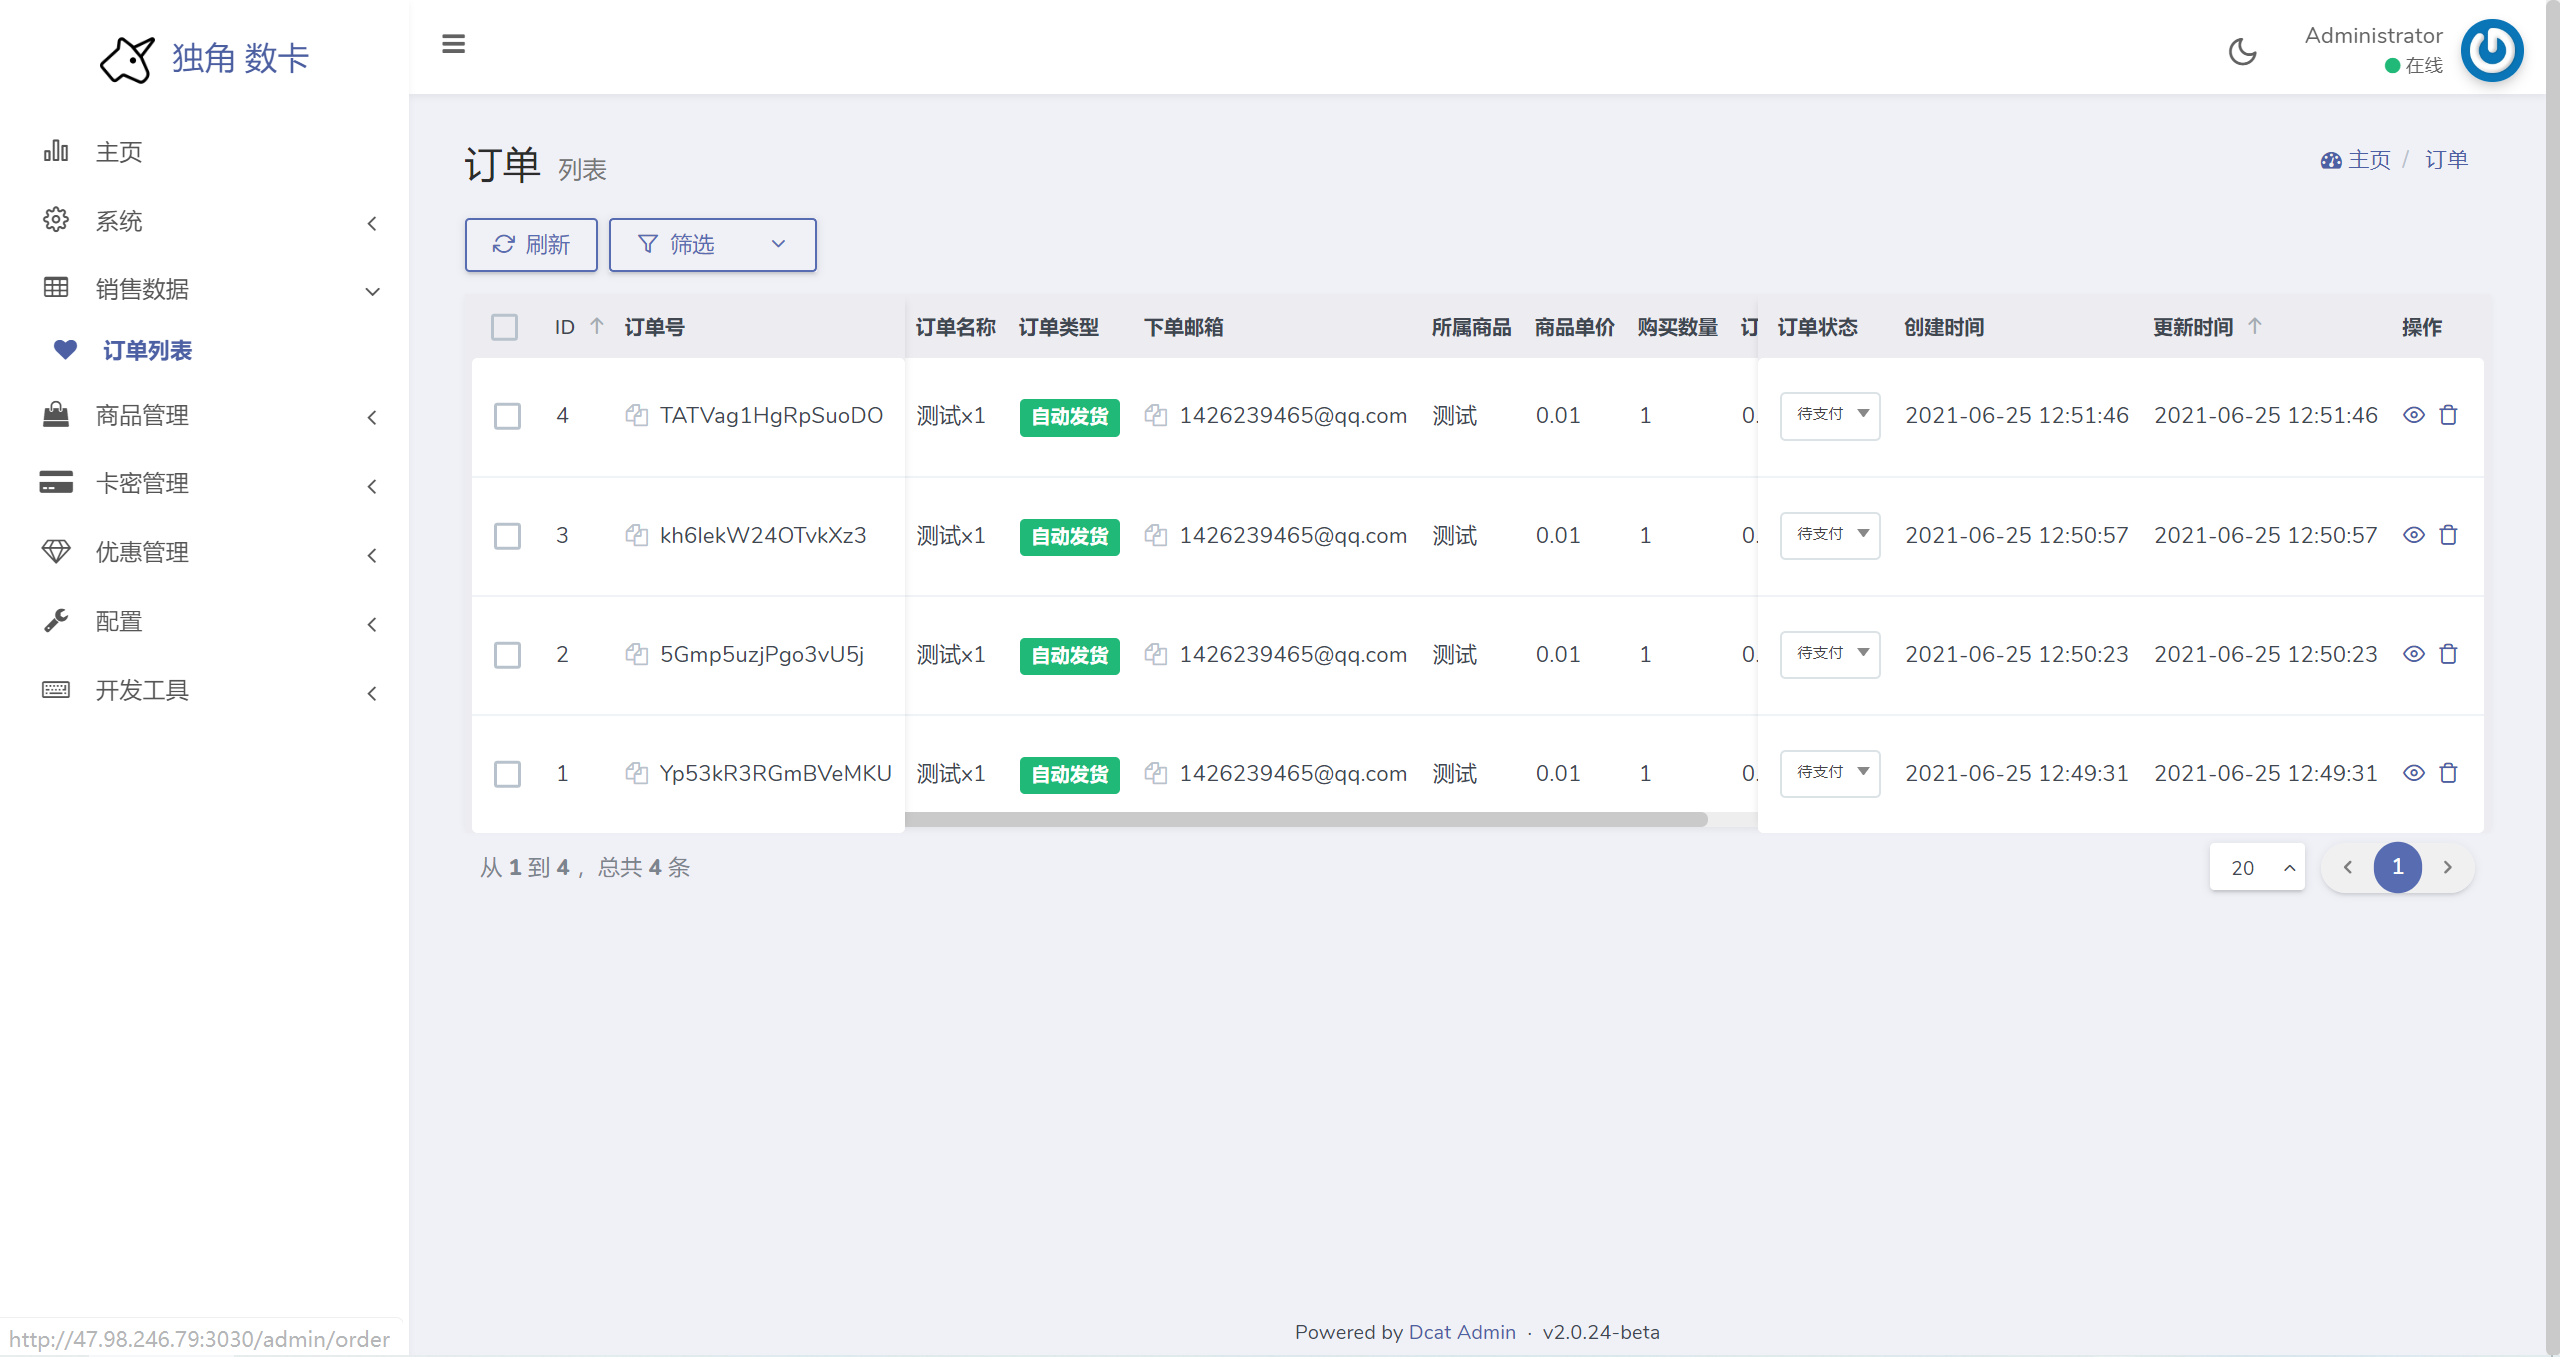 独角 数卡
Administrator
在线
主页
系统
销售数据
订单列表
商品管理
卡密管理
优惠管理
配置
开发工具
订单 列表
主页 / 订单
刷新
筛选
ID 订单号 订单名称 订单类型 下单邮箱 所属商品 商品单价 购买数量 订 订单状态 创建时间 更新时间 操作
4 TATVag1HgRpSuoDO 测试x1 自动发货 1426239465@qq.com 测试 0.01 1 0. 待支付 2021-06-25 12:51:46 2021-06-25 12:51:46
3 kh6lekW24OTvkXz3 测试x1 自动发货 1426239465@qq.com 测试 0.01 1 0. 待支付 2021-06-25 12:50:57 2021-06-25 12:50:57
2 5Gmp5uzjPgo3vU5j 测试x1 自动发货 1426239465@qq.com 测试 0.01 1 0. 待支付 2021-06-25 12:50:23 2021-06-25 12:50:23
1 Yp53kR3RGmBVeMKU 测试x1 自动发货 1426239465@qq.com 测试 0.01 1 0. 待支付 2021-06-25 12:49:31 2021-06-25 12:49:31
从 1 到 4 ，总共 4 条
20
1
Powered by Dcat Admin · v2.0.24-beta
http://47.98.246.79:3030/admin/order